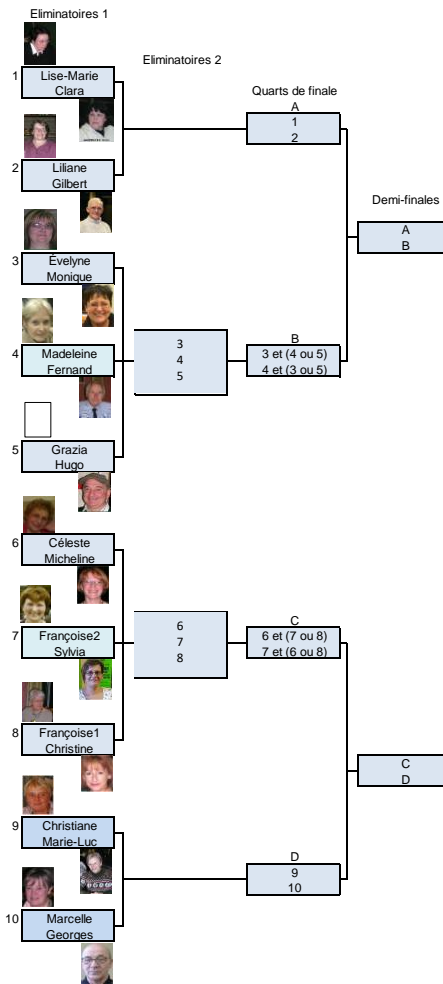 Eliminatoires 1
Eliminatoires 2
Quarts de finale
Demi-finales
1 Lise-Marie
Clara
2 Liliane
Gilbert
A
1
2
A
B
3 Évelyne
Monique
4 Madeleine
Fernand
5 Grazia
Hugo
3
4
5
B
3 et (4 ou 5)
4 et (3 ou 5)
6 Céleste
Micheline
7 Françoise2
Sylvia
8 Françoise1
Christine
6
7
8
C
6 et (7 ou 8)
7 et (6 ou 8)
C
D
9 Christiane
Marie-Luc
10 Marcelle
Georges
D
9
10